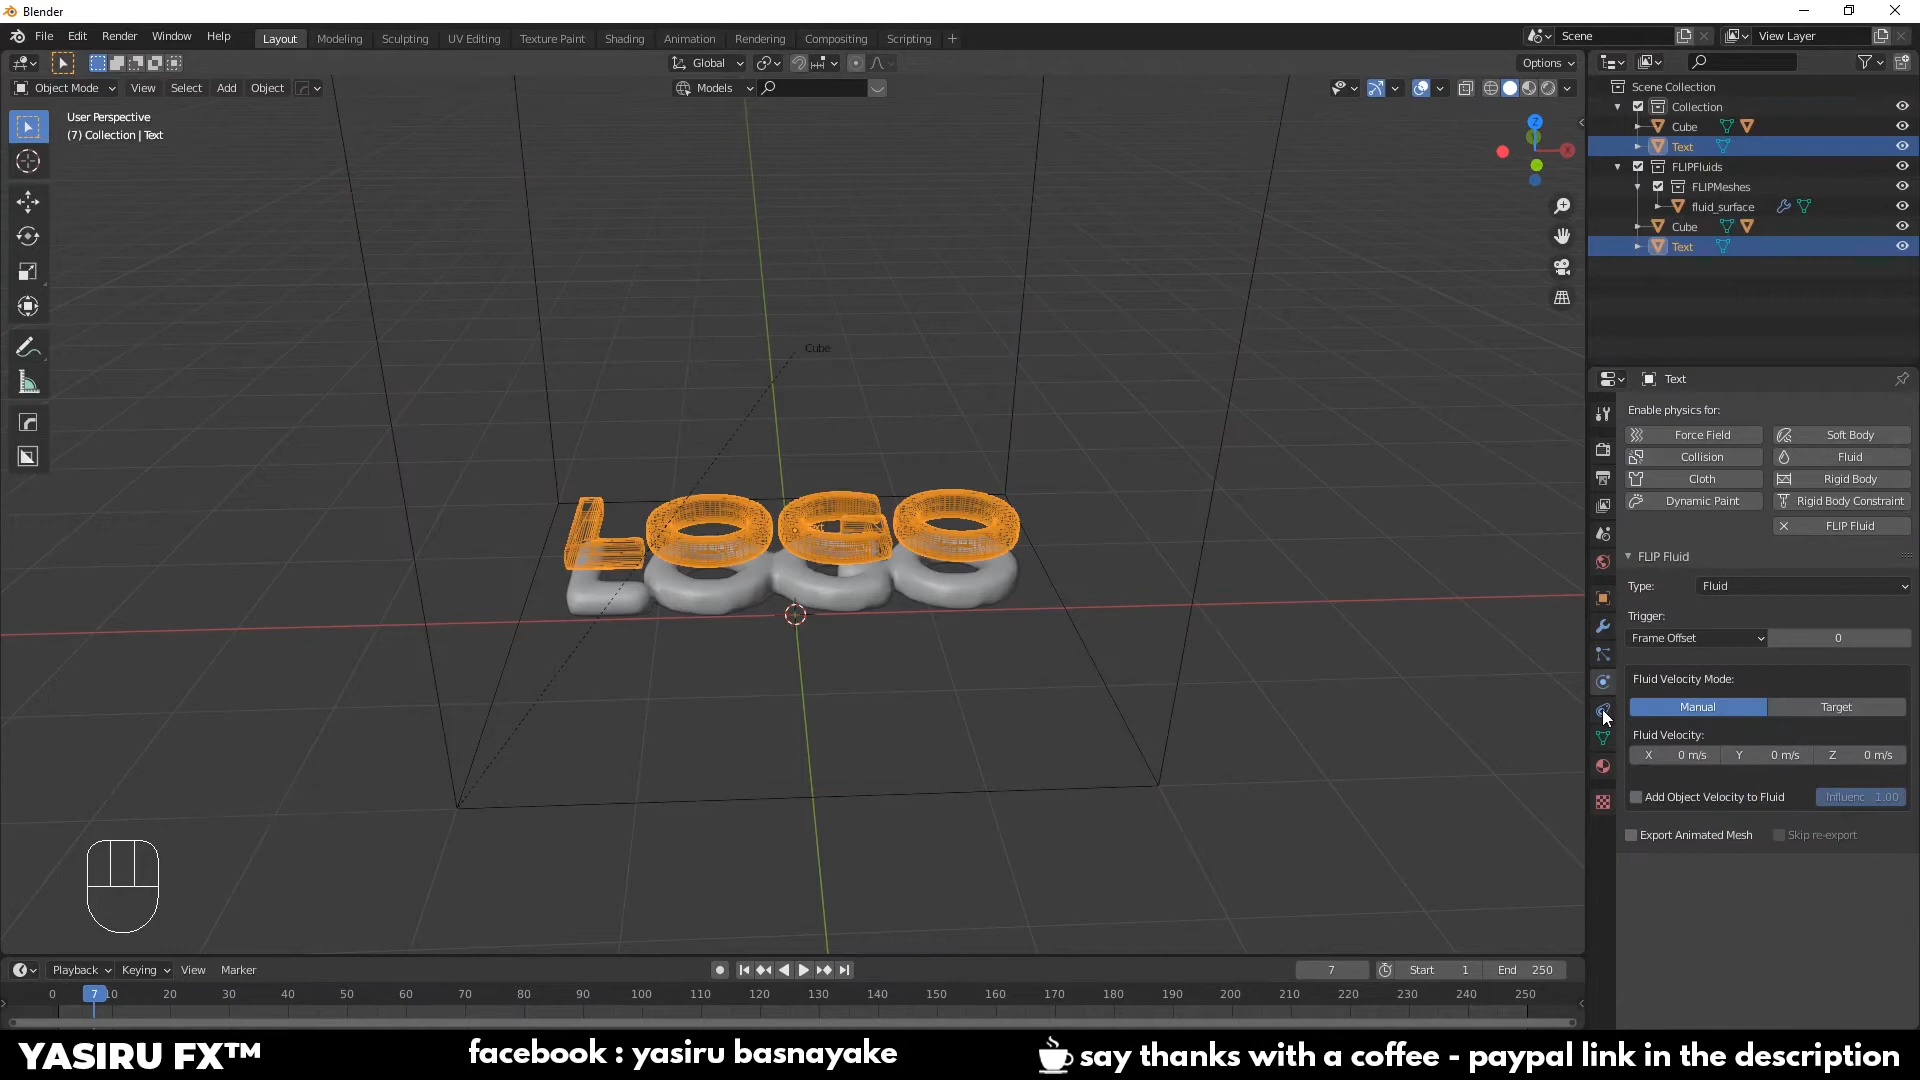 Blender
File Edit Render Window Help
Layout Modeling Sculpting UV Editing Texture Paint Shading Animation Rendering Compositing Scripting
Scene
View Layer
Global
Options
Object Mode View Select Add Object
Models
User Perspective
(7) Collection | Text
Cube
Z
X
Scene Collection
Collection
Cube
Text
FLIPFluids
FLIPMeshes
fluid_surface
Cube
Text
Text
Enable physics for:
Force Field Soft Body
Collision Fluid
Cloth Rigid Body
Dynamic Paint Rigid Body Constraint
FLIP Fluid
FLIP Fluid
Type: Fluid
Trigger:
Frame Offset 0
Fluid Velocity Mode:
Manual Target
Fluid Velocity:
X 0 m/s Y 0 m/s Z 0 m/s
Add Object Velocity to Fluid Influenc 1.00
Export Animated Mesh Skip re-export
LOGO
Playback Keying View Marker
7 Start 1 End 250
0 7 10 20 30 40 50 60 70 80 90 100 110 120 130 140 150 160 170 180 190 200 210 220 230 240 250
YASIRU FX™
facebook : yasiru basnayake
say thanks with a coffee - paypal link in the description